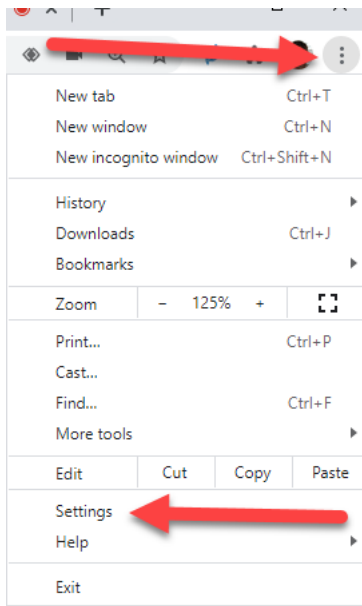 New tab Ctrl+T
New window Ctrl+N
New incognito window Ctrl+Shift+N
History
Downloads Ctrl+J
Bookmarks
Zoom - 125% +
Print... Ctrl+P
Cast...
Find... Ctrl+F
More tools
Edit Cut Copy Paste
Settings
Help
Exit